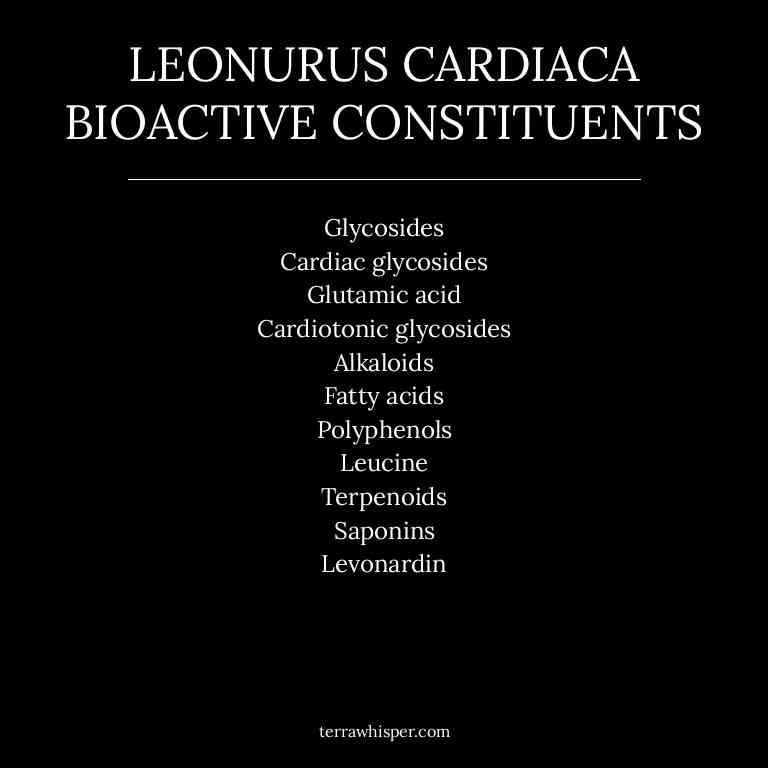 LEONURUS CARDIACA
BIOACTIVE CONSTITUENTS
Glycosides
Cardiac glycosides
Glutamic acid
Cardiotonic glycosides
Alkaloids
Fatty acids
Polyphenols
Leucine
Terpenoids
Saponins
Levonardin
terrawhisper.com